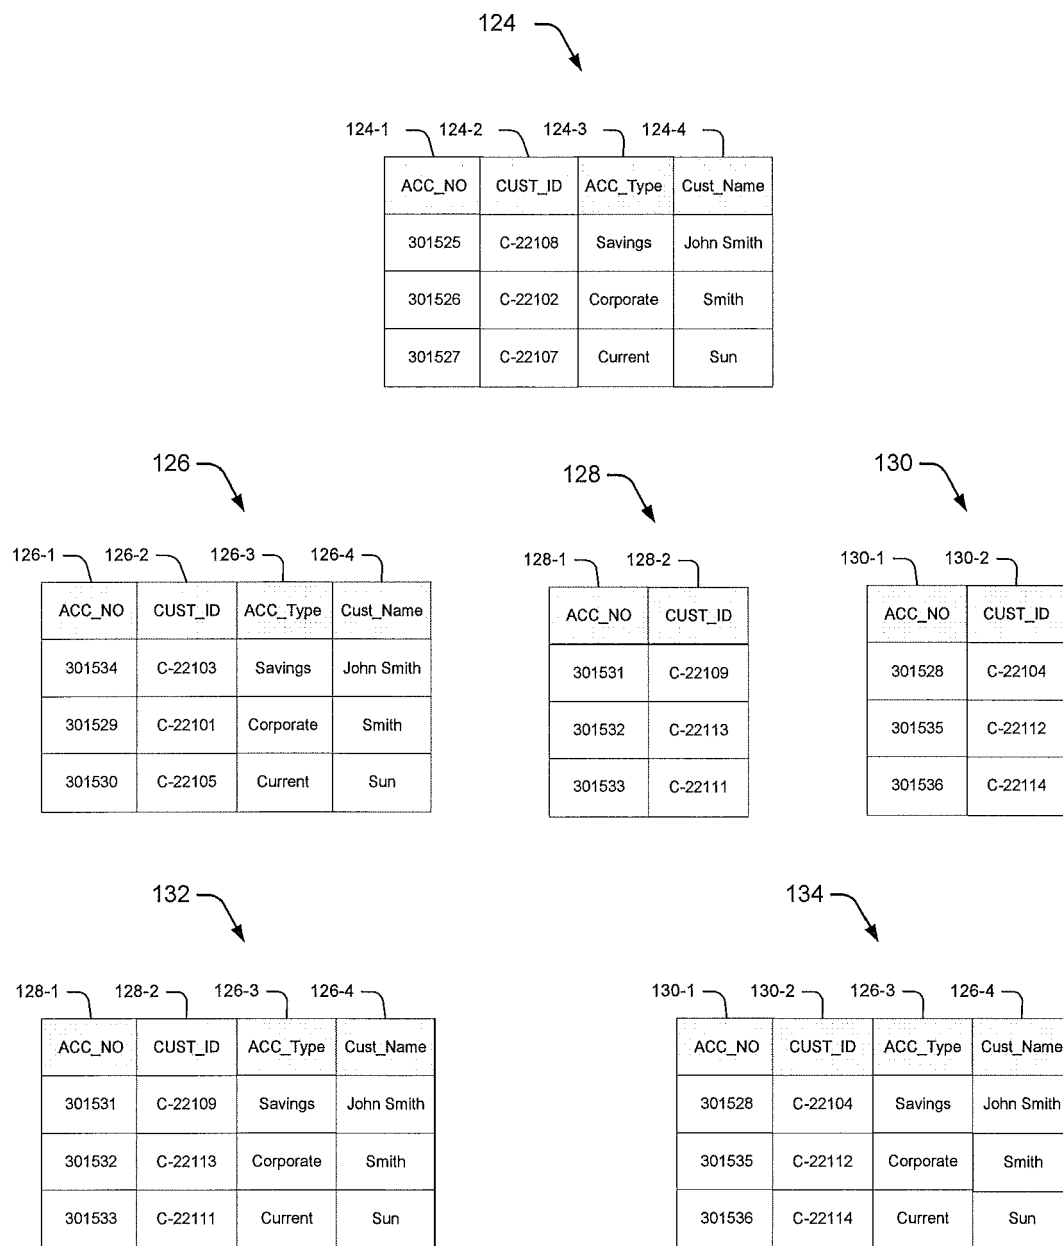 124
124-1 124-2 124-3 124-4
ACC_NO CUST_ID ACC_Type Cust_Name
301525 C-22108 Savings John Smith
301526 C-22102 Corporate Smith
301527 C-22107 Current Sun
126
126-1 126-2 126-3 126-4
ACC_NO CUST_ID ACC_Type Cust_Name
301534 C-22103 Savings John Smith
301529 C-22101 Corporate Smith
301530 C-22105 Current Sun
128
128-1 128-2
ACC_NO CUST_ID
301531 C-22109
301532 C-22113
301533 C-22111
130
130-1 130-2
ACC_NO CUST_ID
301528 C-22104
301535 C-22112
301536 C-22114
132
128-1 128-2 126-3 126-4
ACC_NO CUST_ID ACC_Type Cust_Name
301531 C-22109 Savings John Smith
301532 C-22113 Corporate Smith
301533 C-22111 Current Sun
134
130-1 130-2 126-3 126-4
ACC_NO CUST_ID ACC_Type Cust_Name
301528 C-22104 Savings John Smith
301535 C-22112 Corporate Smith
301536 C-22114 Current Sun